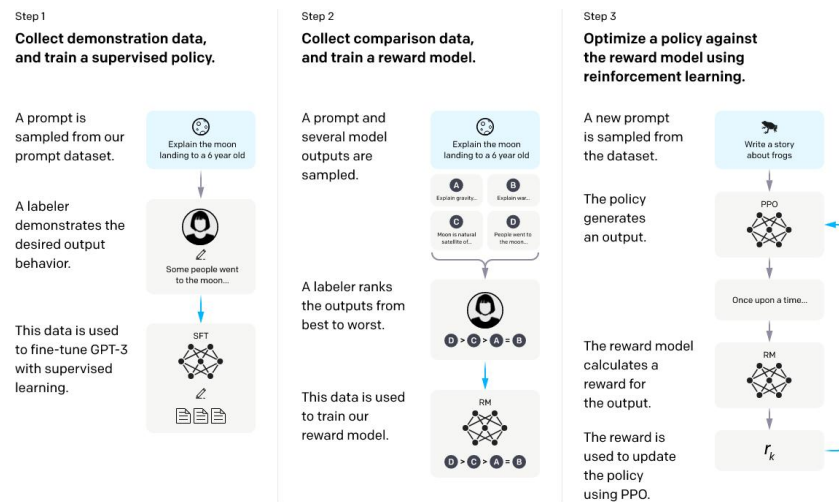 Step 1
Collect demonstration data,
and train a supervised policy.
A prompt is
sampled from our
prompt dataset.
Explain the moon
landing to a 6 year old
A labeler
demonstrates the
desired output
behavior.
Some people went
to the moon...
This data is used
to fine-tune GPT-3
with supervised
learning.
SFT
Step 2
Collect comparison data,
and train a reward model.
A prompt and
several model
outputs are
sampled.
Explain the moon
landing to a 6 year old
A
Explain gravity...
B
Explain war...
C
Moon is natural
satellite of...
D
People went to
the moon...
A labeler ranks
the outputs from
best to worst.
D > C > A = B
This data is used
to train our
reward model.
RM
D > C > A = B
Step 3
Optimize a policy against
the reward model using
reinforcement learning.
A new prompt
is sampled from
the dataset.
Write a story
about frogs
The policy
generates
an output.
PPO
Once upon a time...
The reward model
calculates a
reward for
the output.
RM
The reward is
used to update
the policy
using PPO.
rₖ